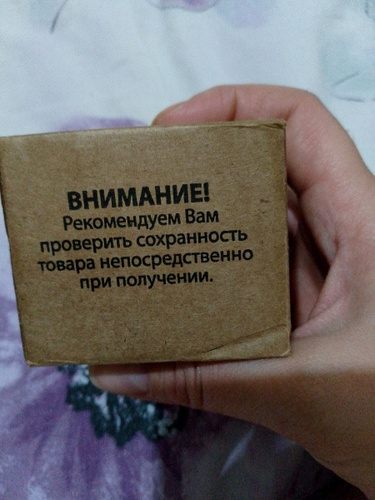 ВНИМАНИЕ!
Рекомендуем Вам
проверить сохранность
товара непосредственно
при получении.